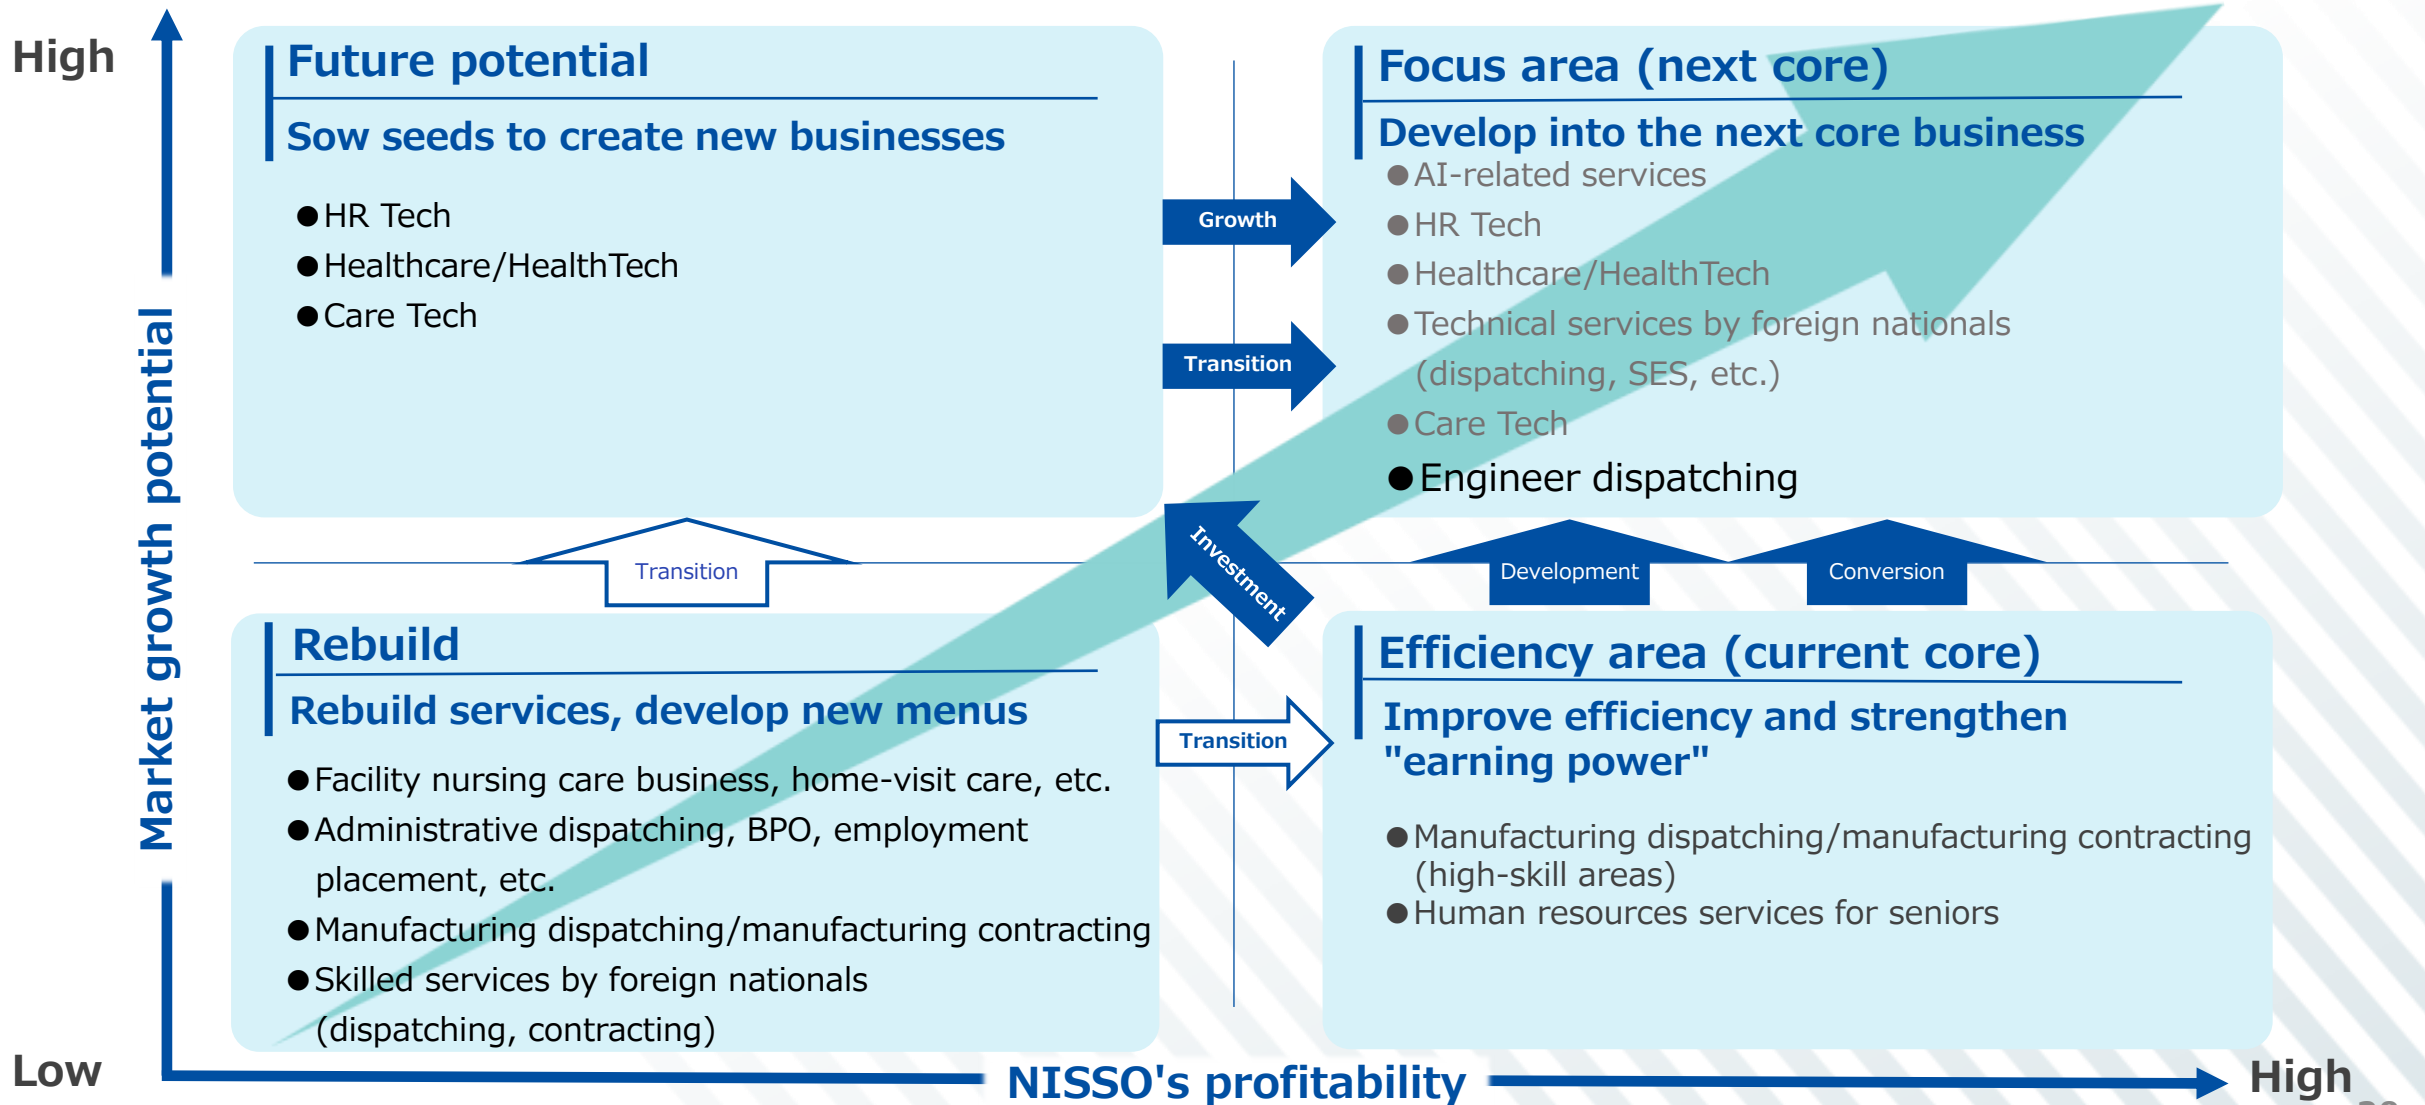 High
Market growth potential
Low
Future potential
Sow seeds to create new businesses
●HR Tech
●Healthcare/HealthTech
●Care Tech
Growth
Transition
Focus area (next core)
Develop into the next core business
●AI-related services
●HR Tech
●Healthcare/HealthTech
●Technical services by foreign nationals
(dispatching, SES, etc.)
●Care Tech
●Engineer dispatching
Transition
Investment
Development
Conversion
Rebuild
Rebuild services, develop new menus
●Facility nursing care business, home-visit care, etc.
●Administrative dispatching, BPO, employment
placement, etc.
●Manufacturing dispatching/manufacturing contracting
●Skilled services by foreign nationals
(dispatching, contracting)
Transition
Efficiency area (current core)
Improve efficiency and strengthen
"earning power"
●Manufacturing dispatching/manufacturing contracting
(high-skill areas)
●Human resources services for seniors
NISSO's profitability
High